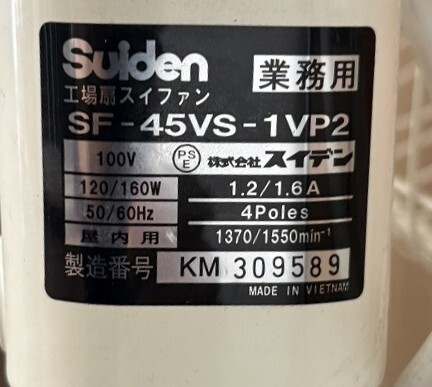 Suiden 業務用
工場扇スイファン
SF-45VS-1VP2
100V PSE 株式会社スイデン
120/160W 1.2/1.6A
50/60Hz 4Poles
屋内用 1370/1550min⁻¹
製造番号 KM 309589
MADE IN VIETNAM